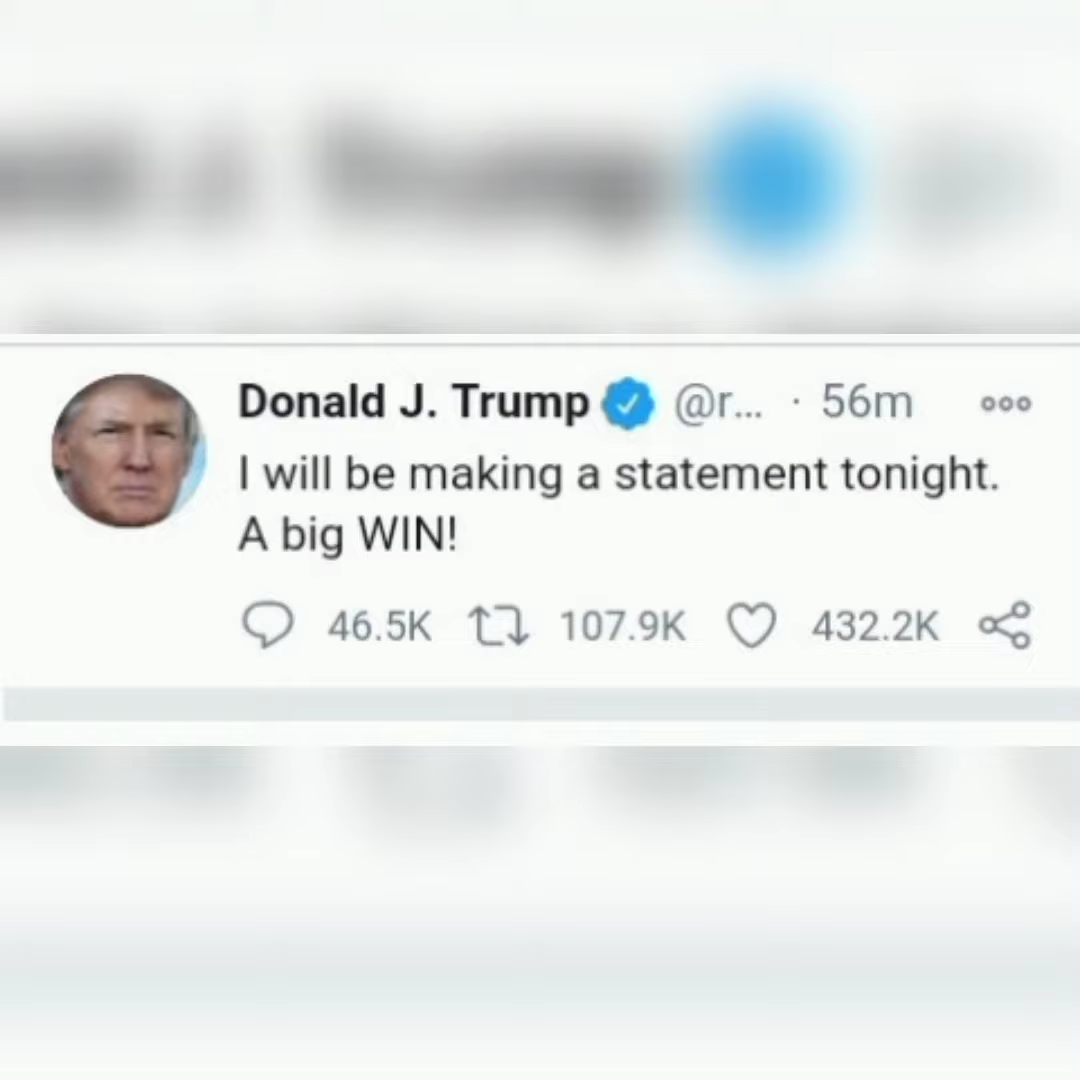 Donald J. Trump @r... · 56m
I will be making a statement tonight.
A big WIN!
46.5K 107.9K 432.2K